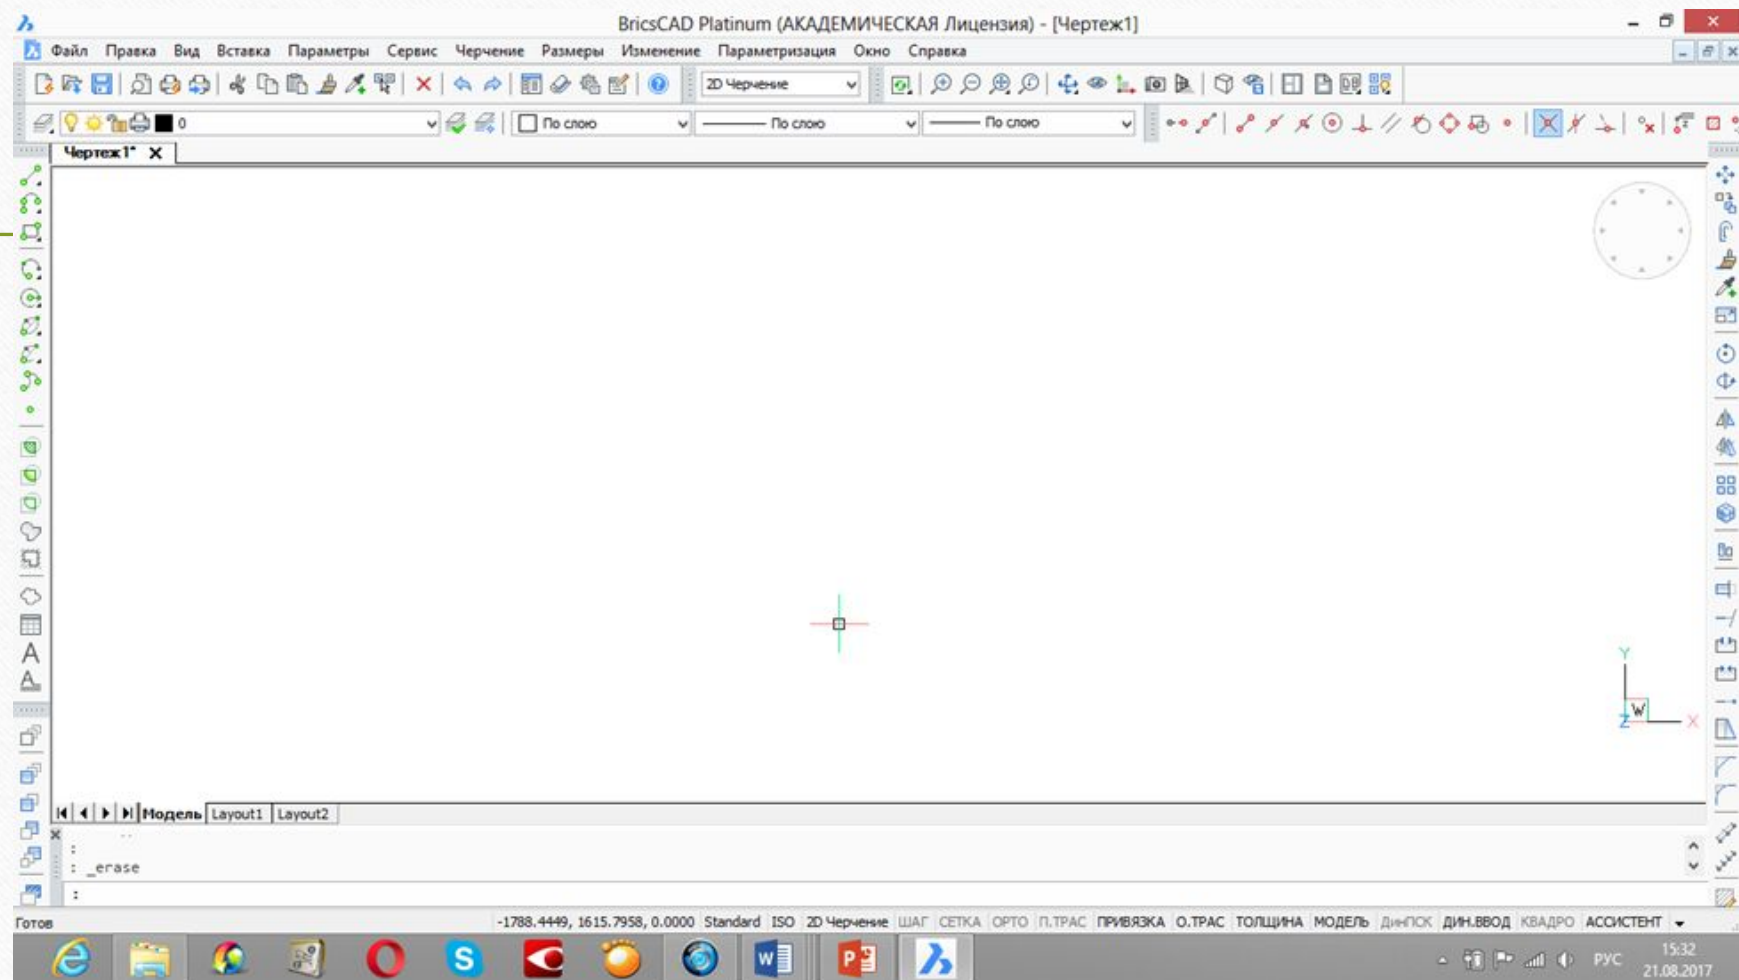 BricsCAD Platinum (АКАДЕМИЧЕСКАЯ Лицензия) - [Чертеж1]
Файл Правка Вид Вставка Параметры Сервис Черчение Размеры Изменение Параметризация Окно Справка
2D Черчение
0 По слою По слою По слою
Чертеж1*
Y
W
Z X
Модель Layout1 Layout2
:
: _erase
:
Готов -1788.4449, 1615.7958, 0.0000 Standard ISO 2D Черчение ШАГ СЕТКА ОРТО П.ТРАС ПРИВЯЗКА О.ТРАС ТОЛЩИНА МОДЕЛЬ ДинПСК ДИН.ВВОД КВАДРО АССИСТЕНТ
РУС 15:32
21.08.2017